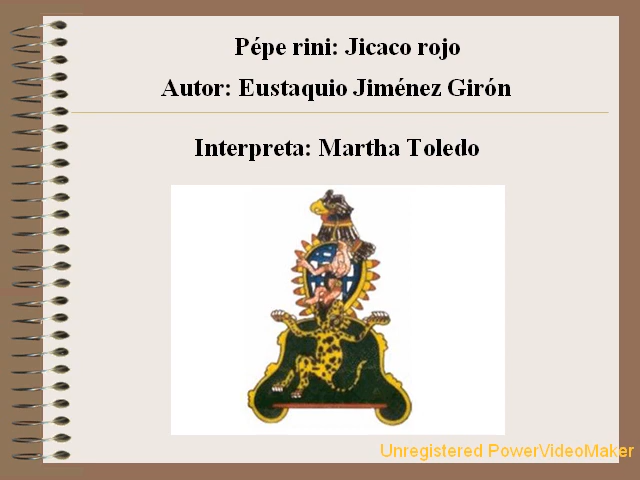 Pépe rini: Jicaco rojo
Autor: Eustaquio Jiménez Girón
Interpreta: Martha Toledo
Unregistered PowerVideoMaker